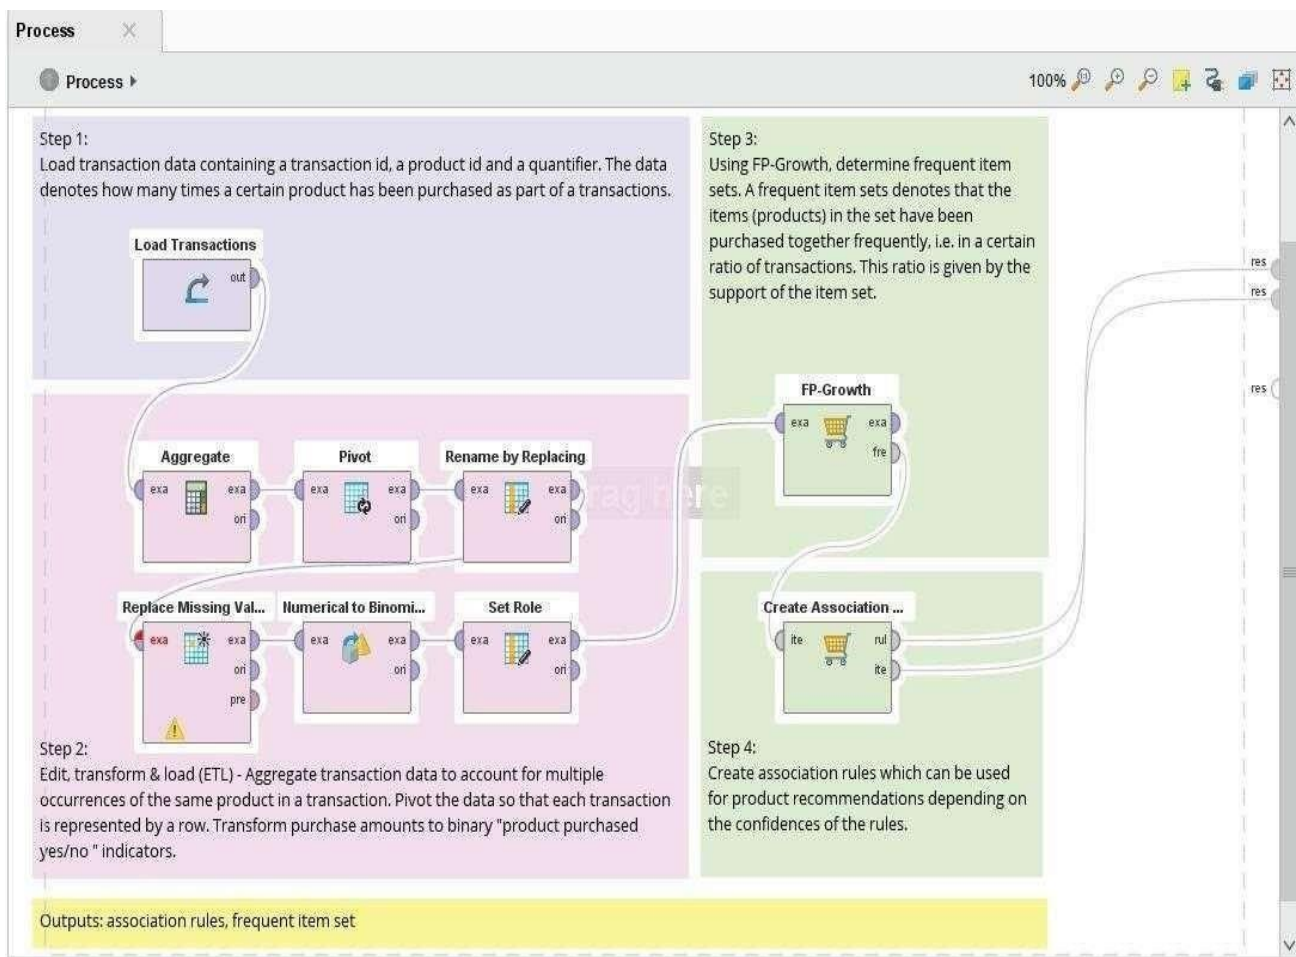 Process
Process
100%
Step 1:
Load transaction data containing a transaction id, a product id and a quantifier. The data
denotes how many times a certain product has been purchased as part of a transactions.
Load Transactions
out
Aggregate
exa
exa
ori
Pivot
exa
exa
ori
Rename by Replacing
exa
exa
ori
Replace Missing Val...
exa
exa
ori
pre
Numerical to Binomi...
exa
exa
ori
Set Role
exa
exa
ori
Step 2:
Edit, transform & load (ETL) - Aggregate transaction data to account for multiple
occurrences of the same product in a transaction. Pivot the data so that each transaction
is represented by a row. Transform purchase amounts to binary "product purchased
yes/no " indicators.
Step 3:
Using FP-Growth, determine frequent item
sets. A frequent item sets denotes that the
items (products) in the set have been
purchased together frequently, i.e. in a certain
ratio of transactions. This ratio is given by the
support of the item set.
FP-Growth
exa
exa
fre
rag here
Create Association ...
ite
rul
ite
Step 4:
Create association rules which can be used
for product recommendations depending on
the confidences of the rules.
res
res
res
Outputs: association rules, frequent item set